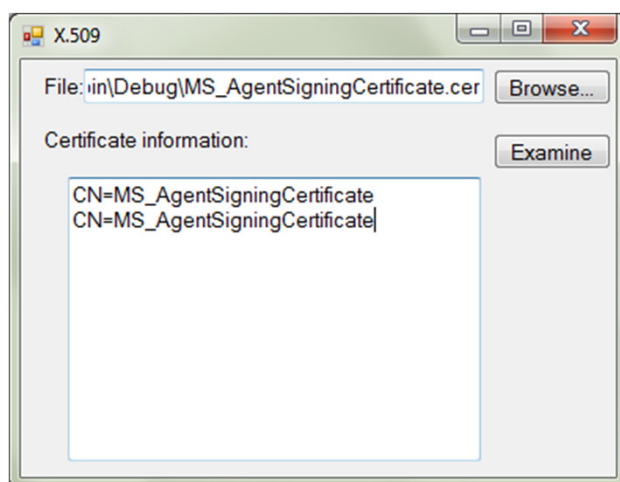 X.509
File: in\Debug\MS_AgentSigningCertificate.cer Browse...
Certificate information:
Examine
CN=MS_AgentSigningCertificate
CN=MS_AgentSigningCertificate